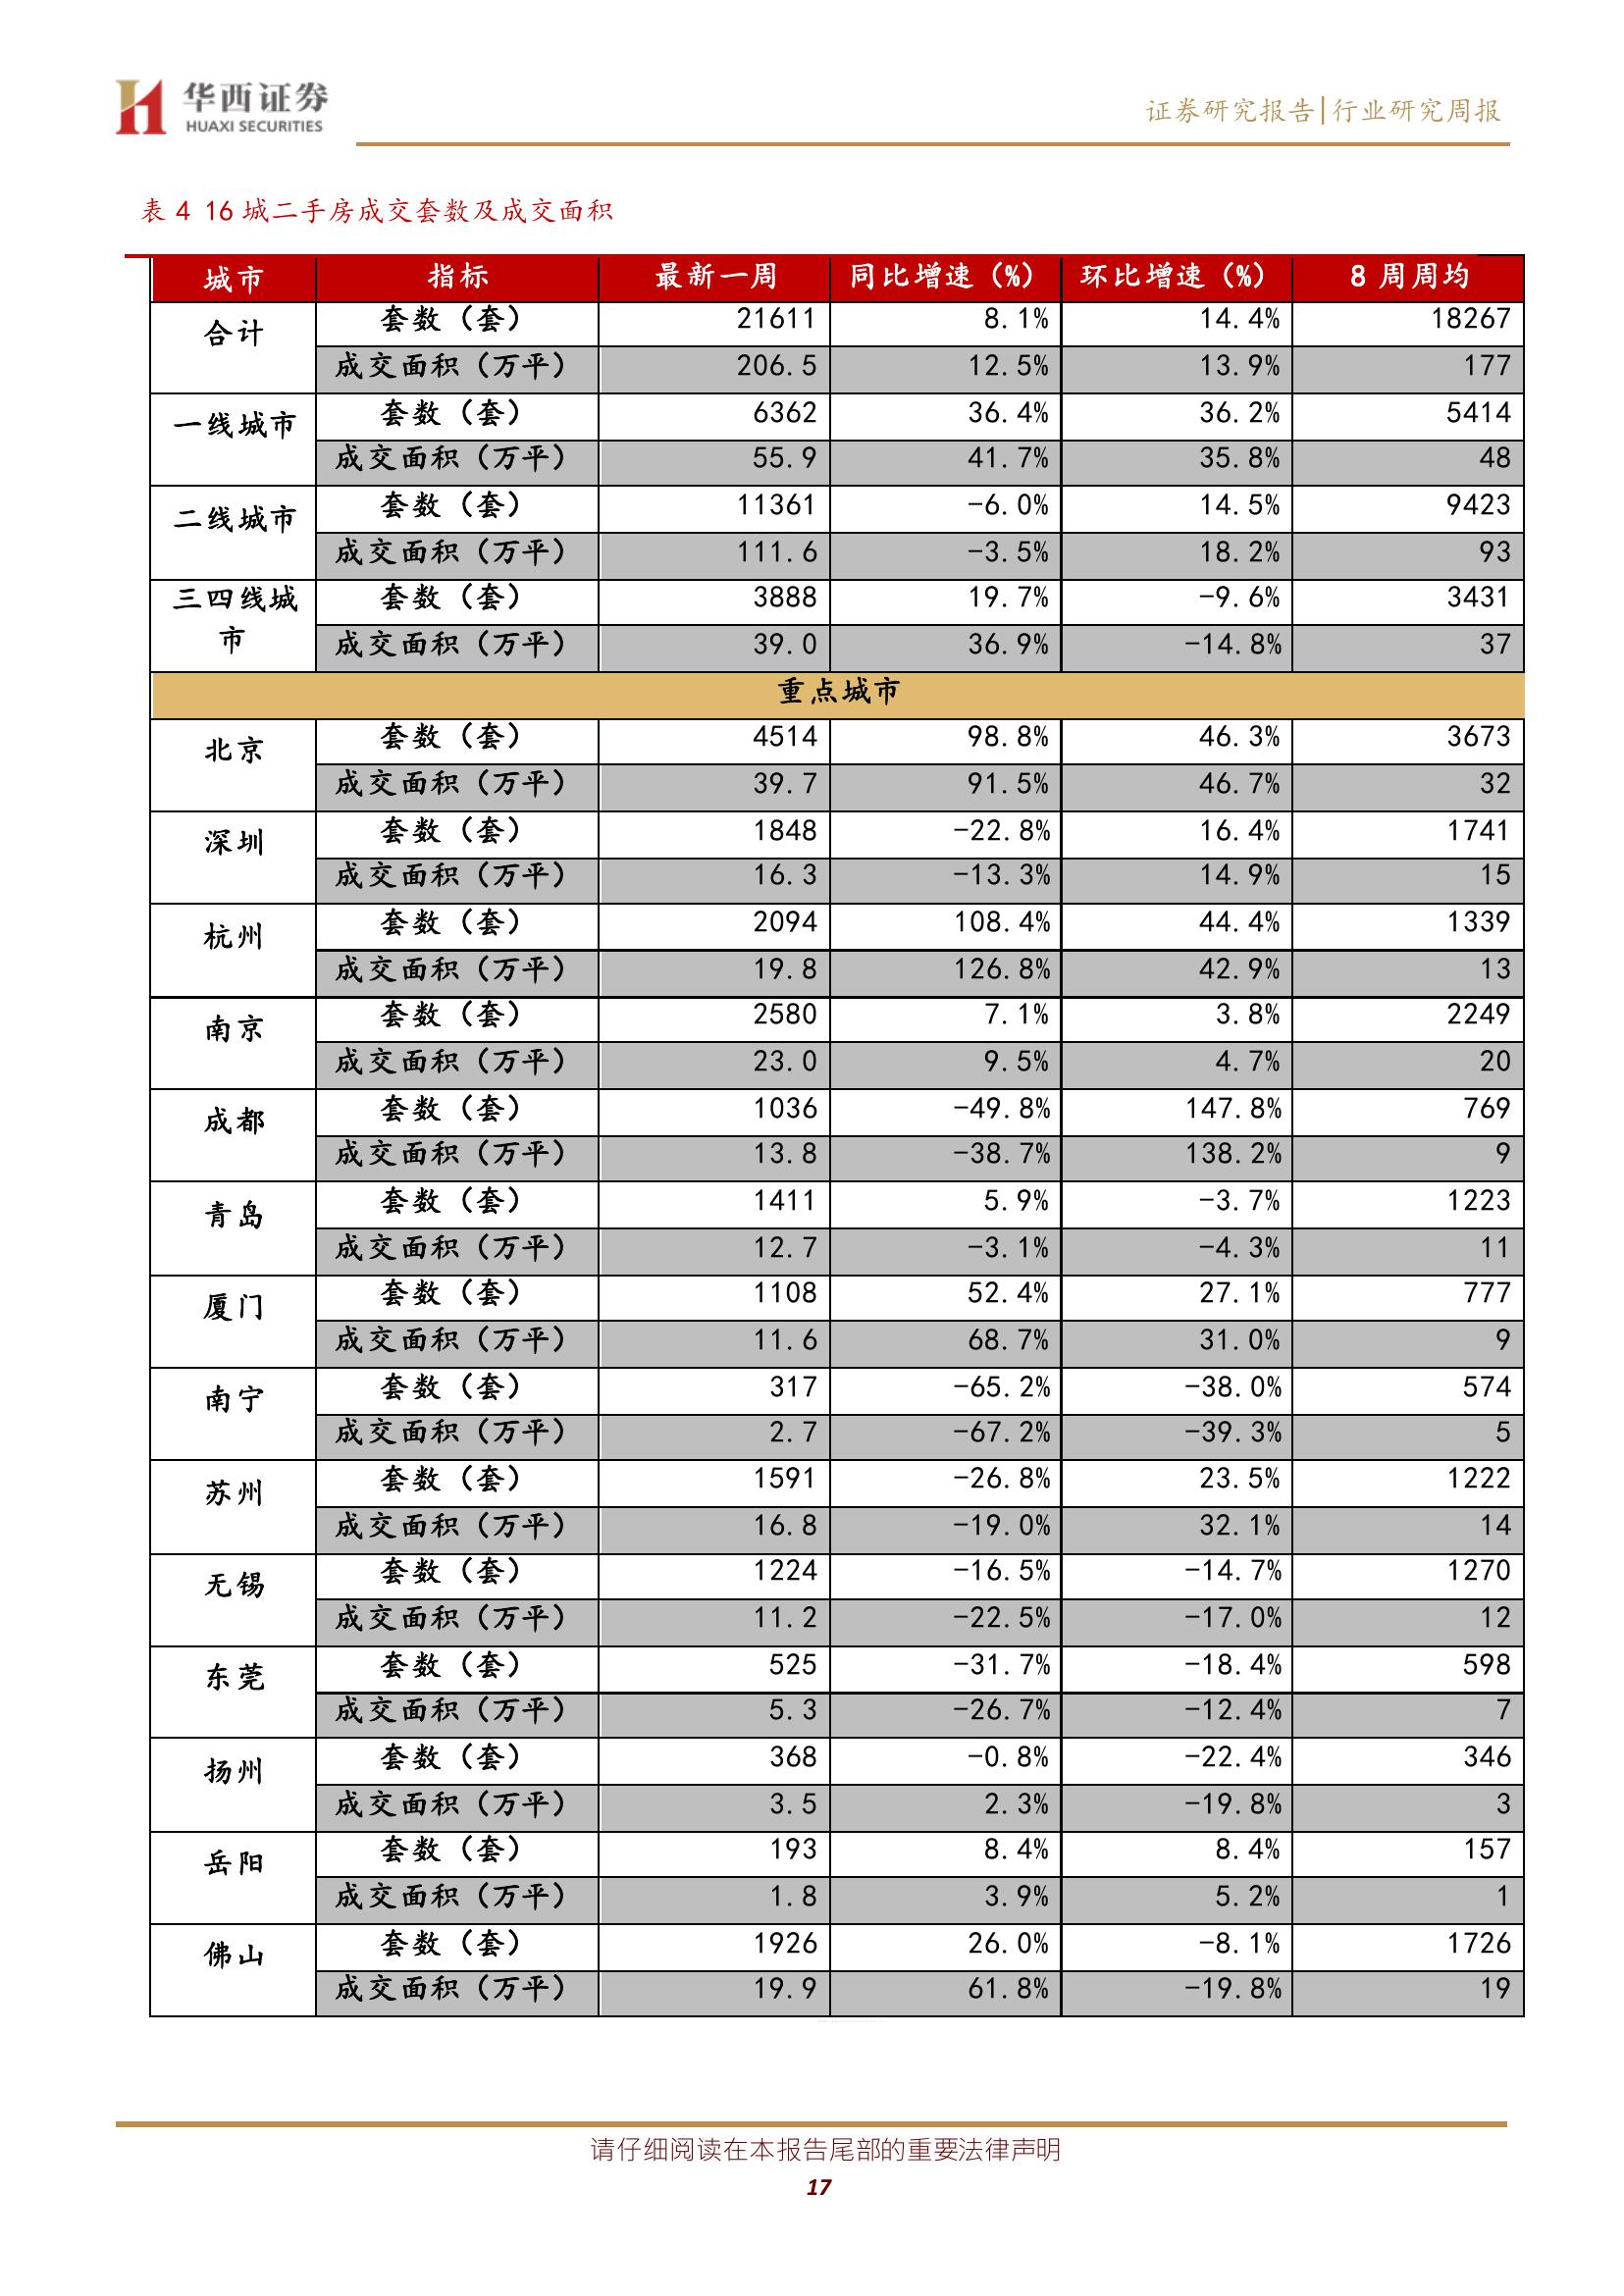 华西证券
HUAXI SECURITIES
证券研究报告|行业研究周报
表 4 16 城二手房成交套数及成交面积
城市 指标 最新一周 同比增速（%） 环比增速（%） 8 周周均
合计 套数（套） 21611 8.1% 14.4% 18267
成交面积（万平） 206.5 12.5% 13.9% 177
一线城市 套数（套） 6362 36.4% 36.2% 5414
成交面积（万平） 55.9 41.7% 35.8% 48
二线城市 套数（套） 11361 -6.0% 14.5% 9423
成交面积（万平） 111.6 -3.5% 18.2% 93
三四线城 套数（套） 3888 19.7% -9.6% 3431
市 成交面积（万平） 39.0 36.9% -14.8% 37
重点城市
北京 套数（套） 4514 98.8% 46.3% 3673
成交面积（万平） 39.7 91.5% 46.7% 32
深圳 套数（套） 1848 -22.8% 16.4% 1741
成交面积（万平） 16.3 -13.3% 14.9% 15
杭州 套数（套） 2094 108.4% 44.4% 1339
成交面积（万平） 19.8 126.8% 42.9% 13
南京 套数（套） 2580 7.1% 3.8% 2249
成交面积（万平） 23.0 9.5% 4.7% 20
成都 套数（套） 1036 -49.8% 147.8% 769
成交面积（万平） 13.8 -38.7% 138.2% 9
青岛 套数（套） 1411 5.9% -3.7% 1223
成交面积（万平） 12.7 -3.1% -4.3% 11
厦门 套数（套） 1108 52.4% 27.1% 777
成交面积（万平） 11.6 68.7% 31.0% 9
南宁 套数（套） 317 -65.2% -38.0% 574
成交面积（万平） 2.7 -67.2% -39.3% 5
苏州 套数（套） 1591 -26.8% 23.5% 1222
成交面积（万平） 16.8 -19.0% 32.1% 14
无锡 套数（套） 1224 -16.5% -14.7% 1270
成交面积（万平） 11.2 -22.5% -17.0% 12
东莞 套数（套） 525 -31.7% -18.4% 598
成交面积（万平） 5.3 -26.7% -12.4% 7
扬州 套数（套） 368 -0.8% -22.4% 346
成交面积（万平） 3.5 2.3% -19.8% 3
岳阳 套数（套） 193 8.4% 8.4% 157
成交面积（万平） 1.8 3.9% 5.2% 1
佛山 套数（套） 1926 26.0% -8.1% 1726
成交面积（万平） 19.9 61.8% -19.8% 19
请仔细阅读在本报告尾部的重要法律声明
17